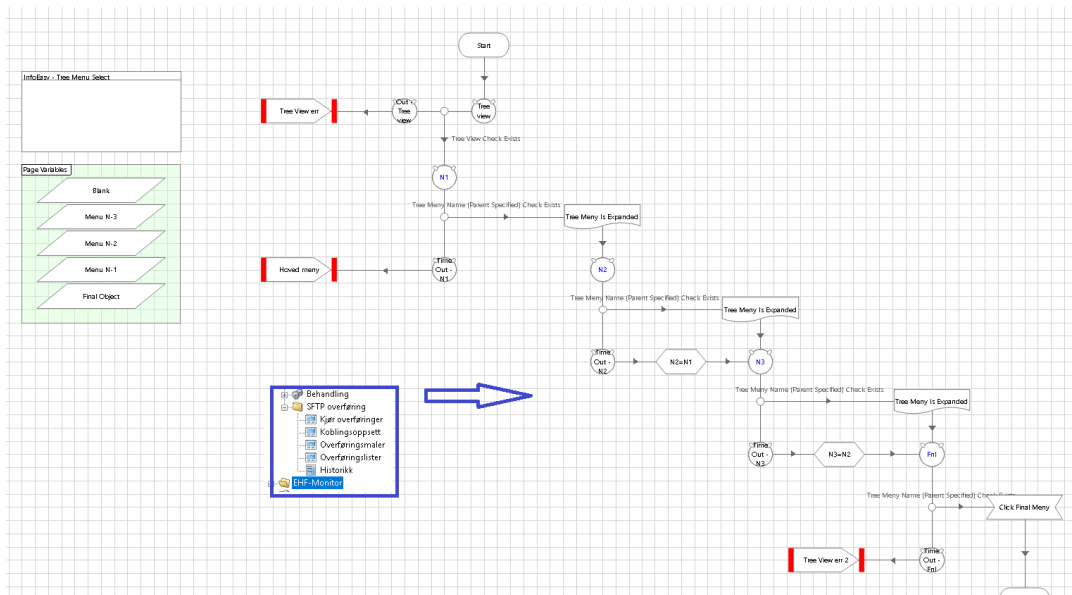 Start
InfoEasy - Tree Menu Select
Tree View err
Out
Tree
view
Tree
view
Tree View Check Exists
Page Variables
Blank
Menu N-3
Menu N-2
Menu N-1
Final Object
N1
Tree Meny Name (Parent Specified) Check Exists
Tree Meny Is Expanded
Hoved meny
Time
Out -
N1
N2
Tree Meny Name (Parent Specified) Check Exists
Tree Meny Is Expanded
Time
Out -
N2
N2=N1
N3
Tree Meny Name (Parent Specified) Check Exists
Tree Meny Is Expanded
Behandling
SFTP overføring
Kjør overføringer
Koblingsoppsett
Overføringsmaler
Overføringslister
Historikk
EHF-Monitor
Time
Out -
N3
N3=N2
Fnl
Tree Meny Name (Parent Specified) Check Exists
Click Final Meny
Tree View err 2
Time
Out -
Fnl